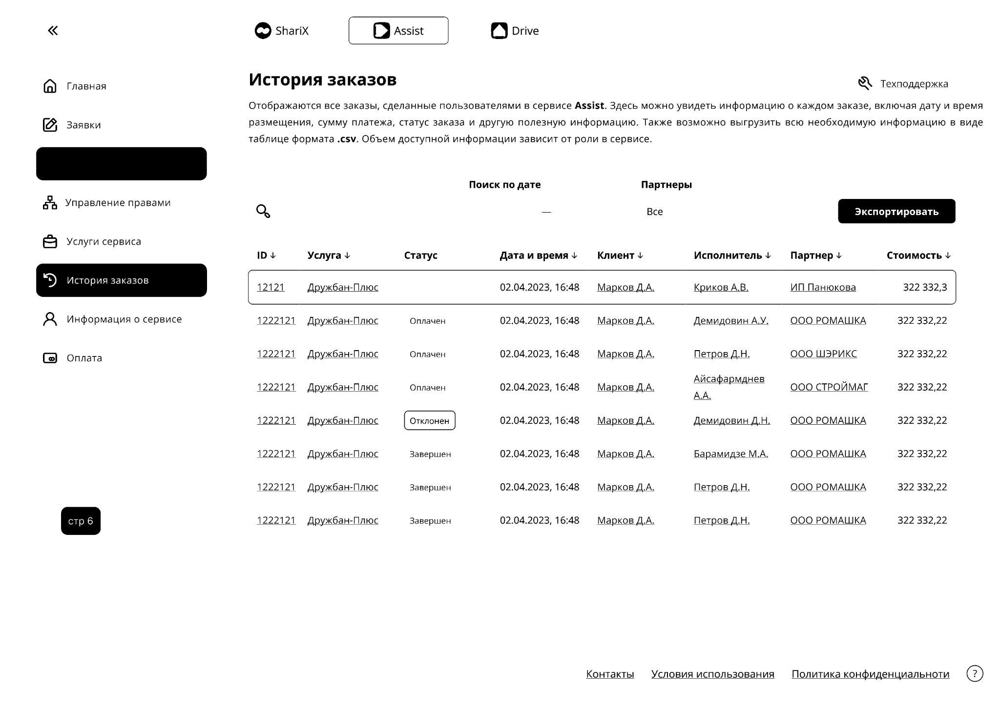 ShariX
Assist
Drive
Главная
Заявки
Управление правами
Услуги сервиса
История заказов
Информация о сервисе
Оплата
стр 6
История заказов
Техподдержка
Отображаются все заказы, сделанные пользователями в сервисе Assist. Здесь можно увидеть информацию о каждом заказе, включая дату и время
размещения, сумму платежа, статус заказа и другую полезную информацию. Также возможно выгрузить всю необходимую информацию в виде
таблице формата .csv. Объем доступной информации зависит от роли в сервисе.
Поиск по дате
Партнеры
—
Все
Экспортировать
ID ↓ Услуга ↓ Статус Дата и время ↓ Клиент ↓ Исполнитель ↓ Партнер ↓ Стоимость ↓
12121 Дружбан-Плюс 02.04.2023, 16:48 Марков Д.А. Криков А.В. ИП Панюкова 322 332,3
1222121 Дружбан-Плюс Оплачен 02.04.2023, 16:48 Марков Д.А. Демидовин А.У. ООО РОМАШКА 322 332,22
1222121 Дружбан-Плюс Оплачен 02.04.2023, 16:48 Марков Д.А. Петров Д.Н. ООО ШЭРИКС 322 332,22
1222121 Дружбан-Плюс Оплачен 02.04.2023, 16:48 Марков Д.А. Айсафармднев А.А. ООО СТРОЙМАГ 322 332,22
1222121 Дружбан-Плюс Отклонен 02.04.2023, 16:48 Марков Д.А. Демидовин Д.Н. ООО РОМАШКА 322 332,22
1222121 Дружбан-Плюс Завершен 02.04.2023, 16:48 Марков Д.А. Барамидзе М.А. ООО РОМАШКА 322 332,22
1222121 Дружбан-Плюс Завершен 02.04.2023, 16:48 Марков Д.А. Петров Д.Н. ООО РОМАШКА 322 332,22
1222121 Дружбан-Плюс Завершен 02.04.2023, 16:48 Марков Д.А. Петров Д.Н. ООО РОМАШКА 322 332,22
Контакты Условия использования Политика конфиденциальноти ?